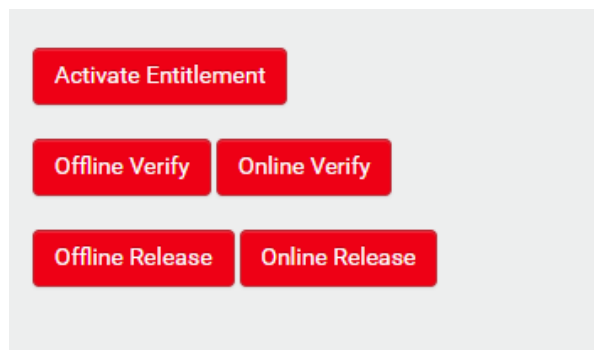 Activate Entitlement
Offline Verify Online Verify
Offline Release Online Release